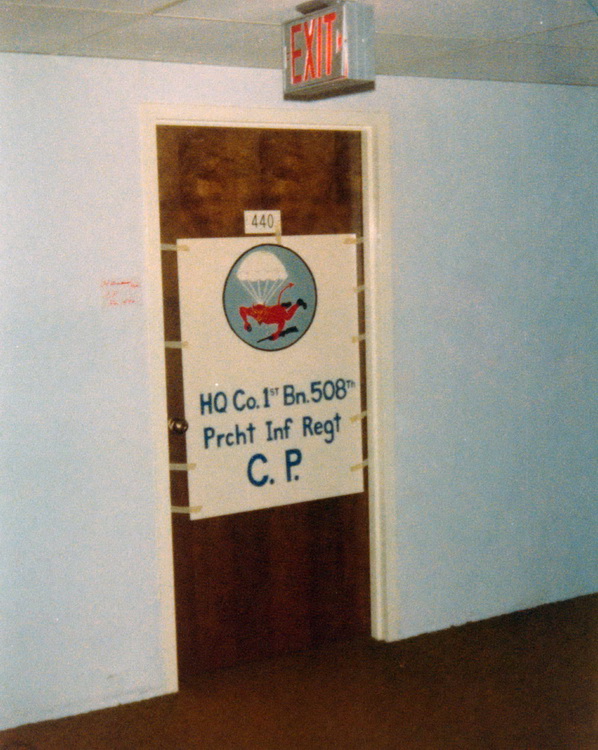 EXIT
440
HQ Co. 1ST Bn. 508Th
Prcht Inf Regt
C. P.